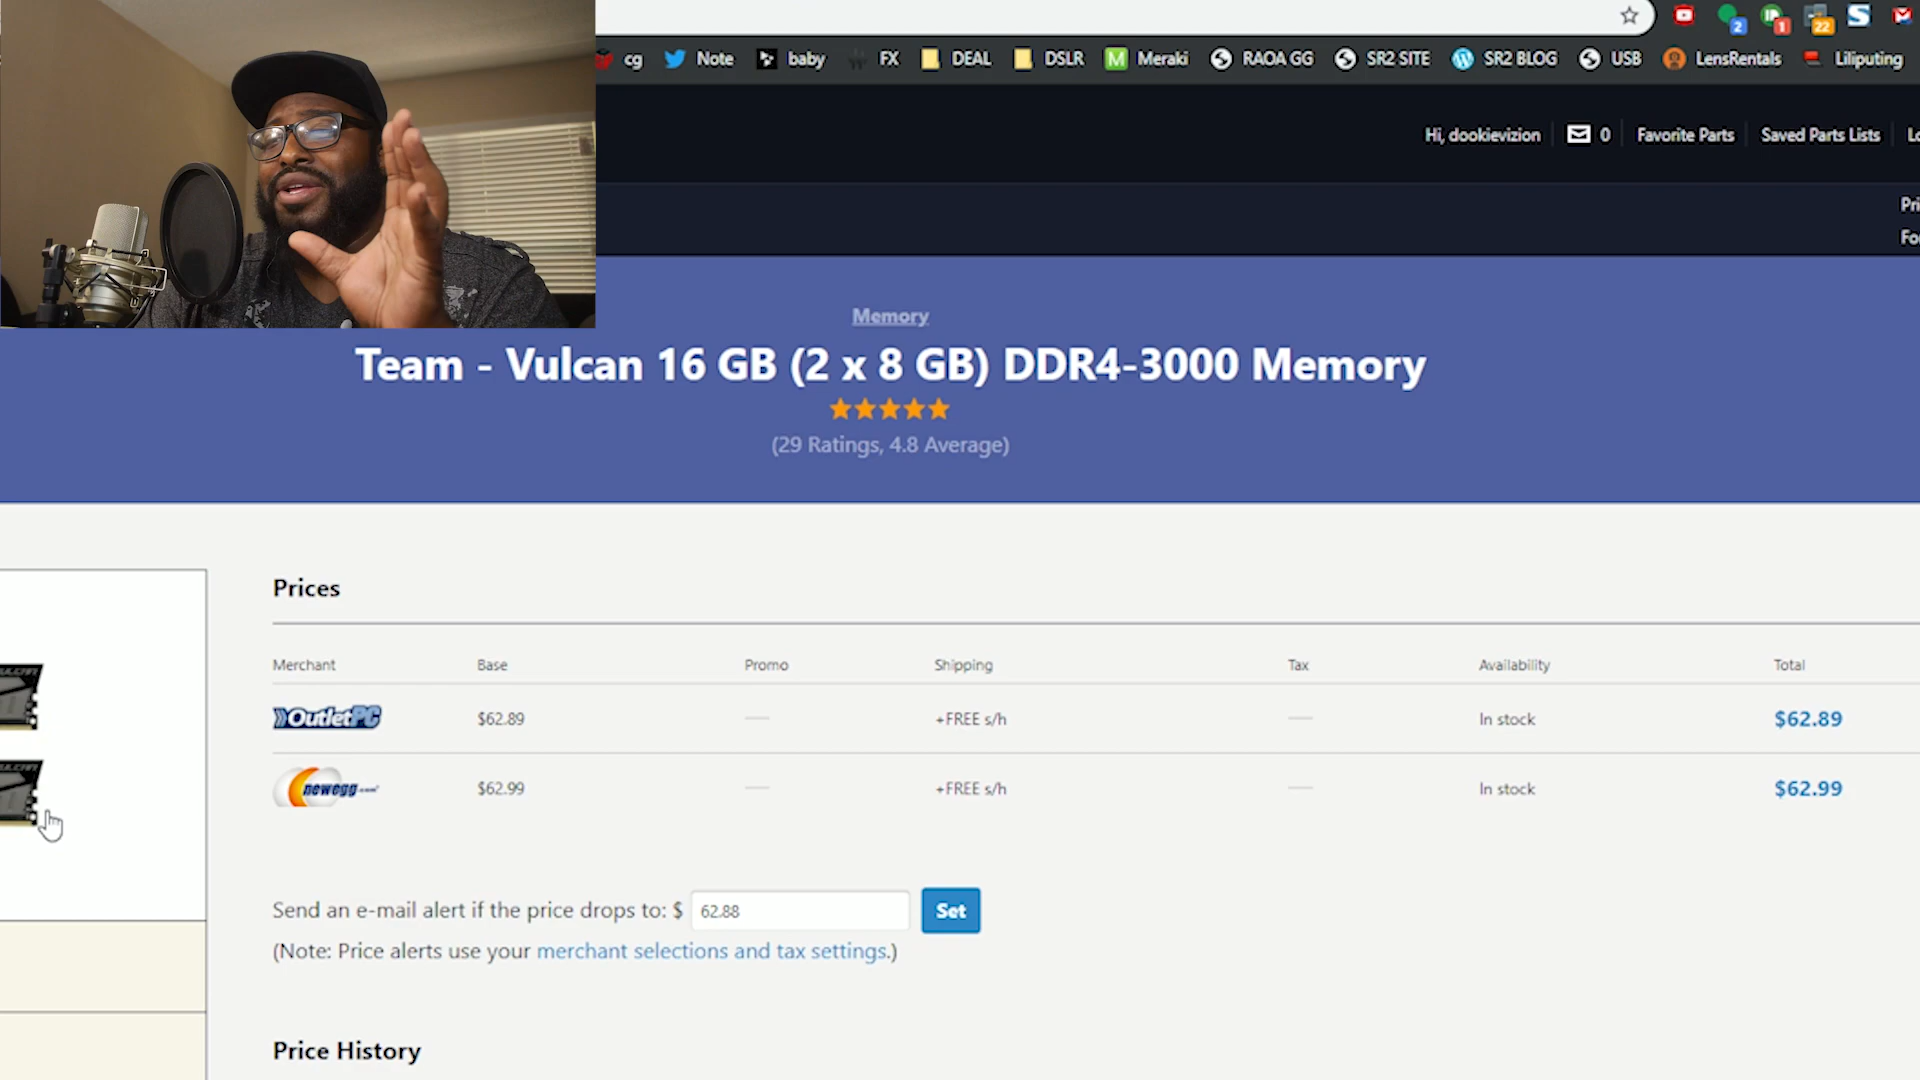 cg Note baby FX DEAL DSLR Meraki RAOA GG SR2 SITE SR2 BLOG USB LensRentals Liliputing
2 1 22
Hi, dookievizion 0 Favorite Parts Saved Parts Lists
Memory
Team - Vulcan 16 GB (2 x 8 GB) DDR4-3000 Memory
(29 Ratings, 4.8 Average)
Prices
Merchant Base Promo Shipping Tax Availability Total
OutletPC $62.89 — +FREE s/h — In stock $62.89
newegg $62.99 — +FREE s/h — In stock $62.99
Send an e-mail alert if the price drops to: $ 62.88 Set
(Note: Price alerts use your merchant selections and tax settings.)
Price History